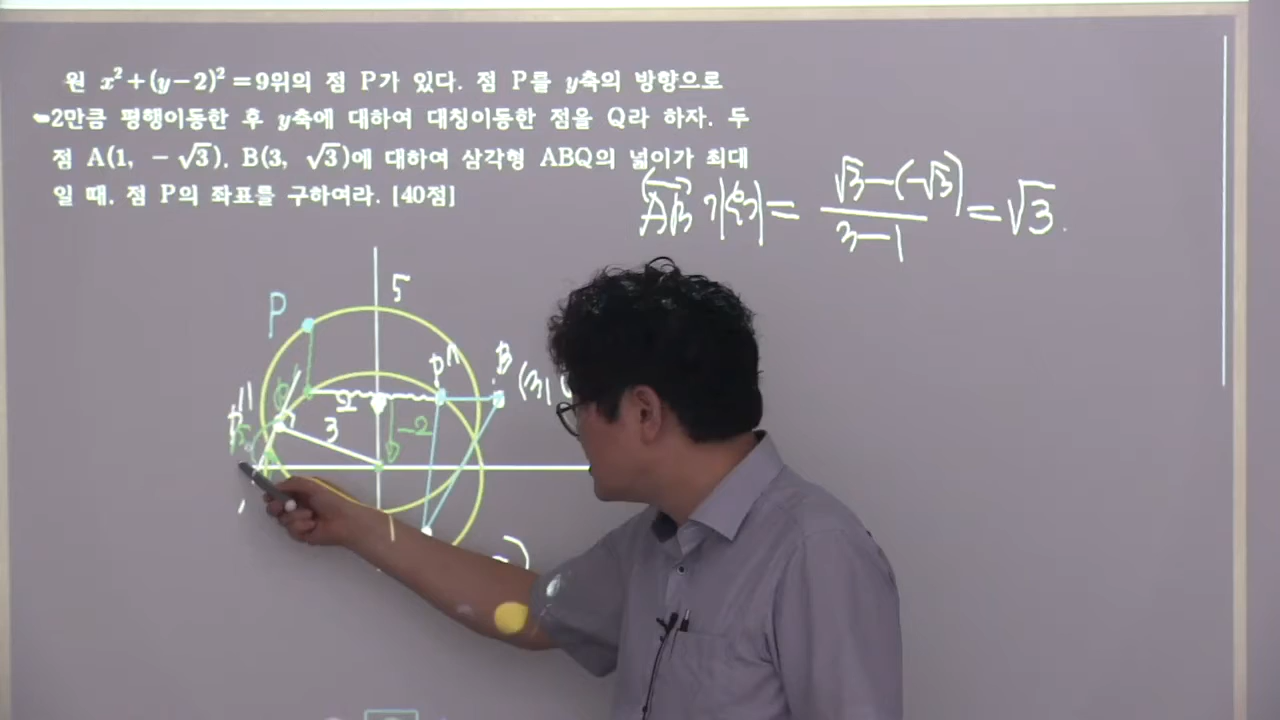 원 x²+(y−2)²=9위의 점 P가 있다. 점 P를 y축의 방향으로
−2만큼 평행이동한 후 y축에 대하여 대칭이동한 점을 Q라 하자. 두
점 A(1, −√3), B(3, √3)에 대하여 삼각형 ABQ의 넓이가 최대
일 때, 점 P의 좌표를 구하여라. [40점]
AB 기울기 = √3−(−√3) / 3−1 = √3.
5
P
P''
B (3,
2
3
−2